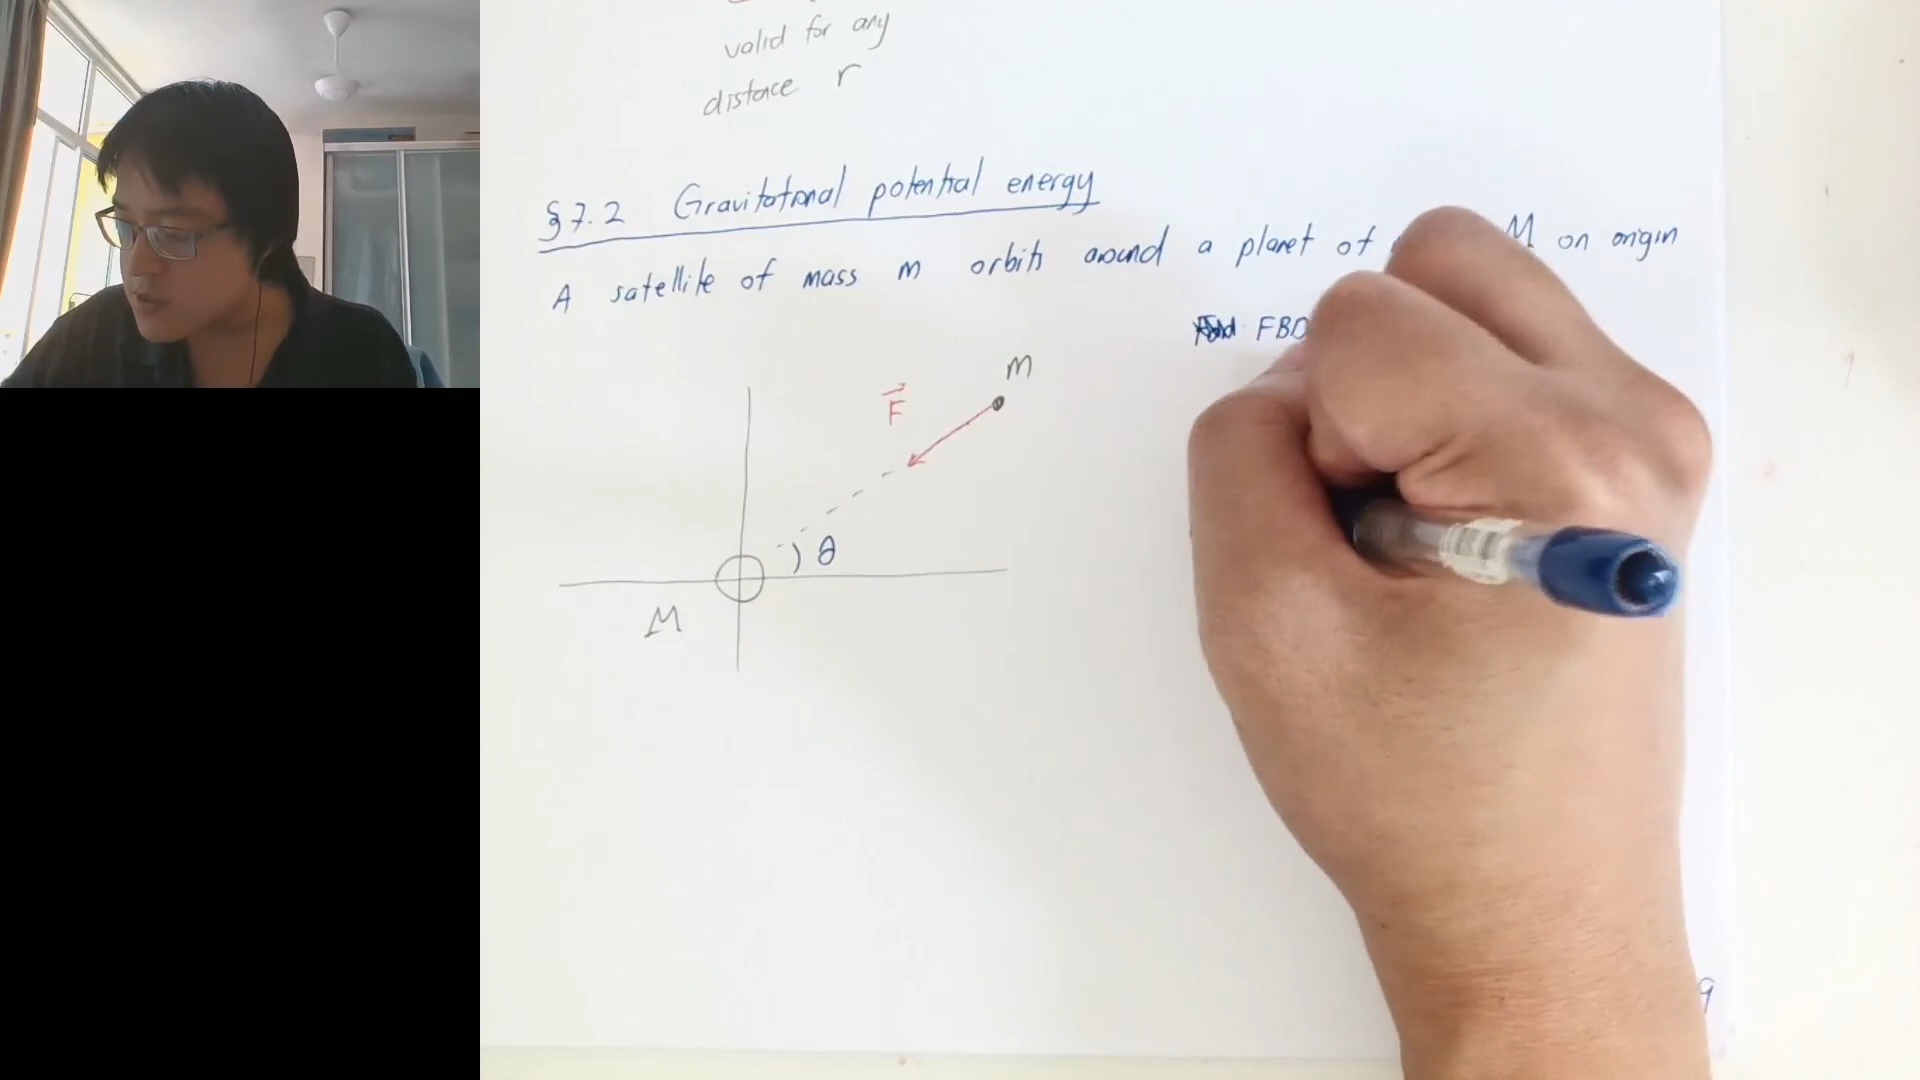 valid for any
distance r
§7.2 Gravitational potential energy
A satellite of mass m orbits around a planet of M on origin
FBD
m
F
θ
M
9